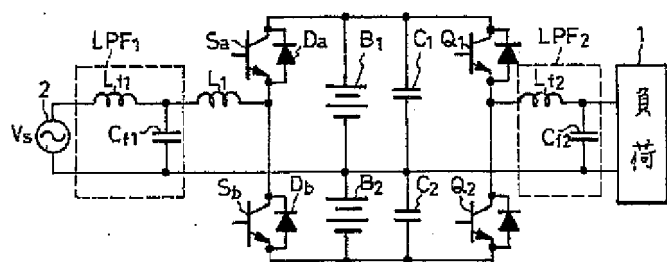 LPF₁
Sa
Da
B₁
C₁
Q₁
LPF₂
1
2
Lf1
L₁
Lf2
Vs
Cf1
Cf2
負荷
Sb
Db
B₂
C₂
Q₂